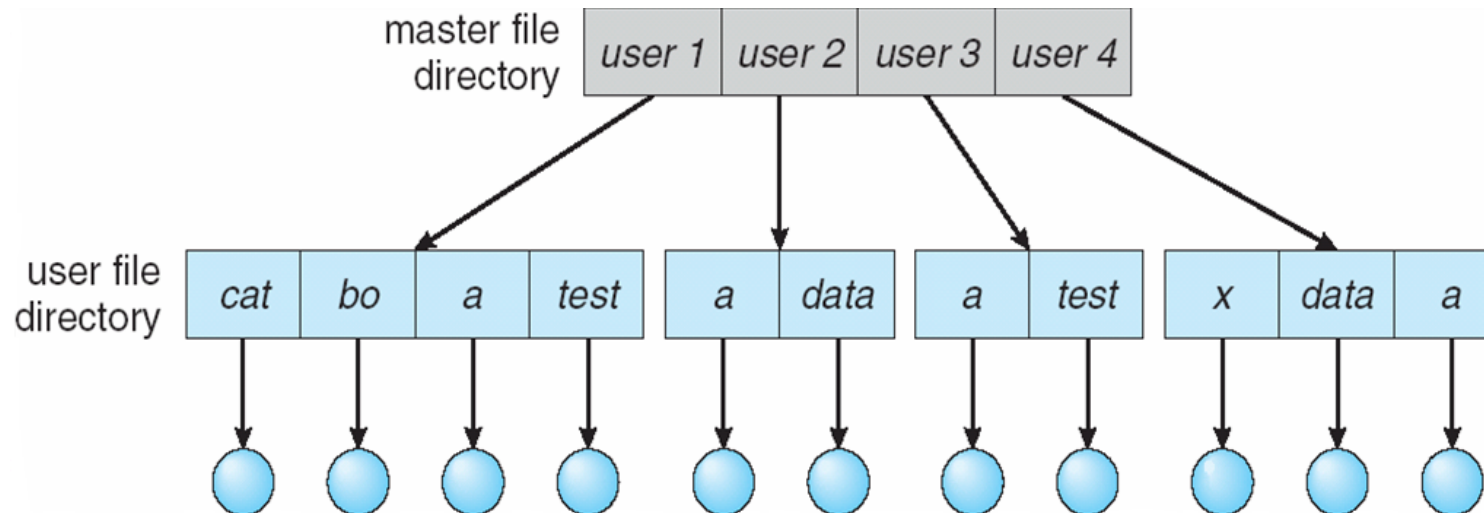 master file
directory
user 1 user 2 user 3 user 4
user file
directory
cat bo a test a data a test x data a